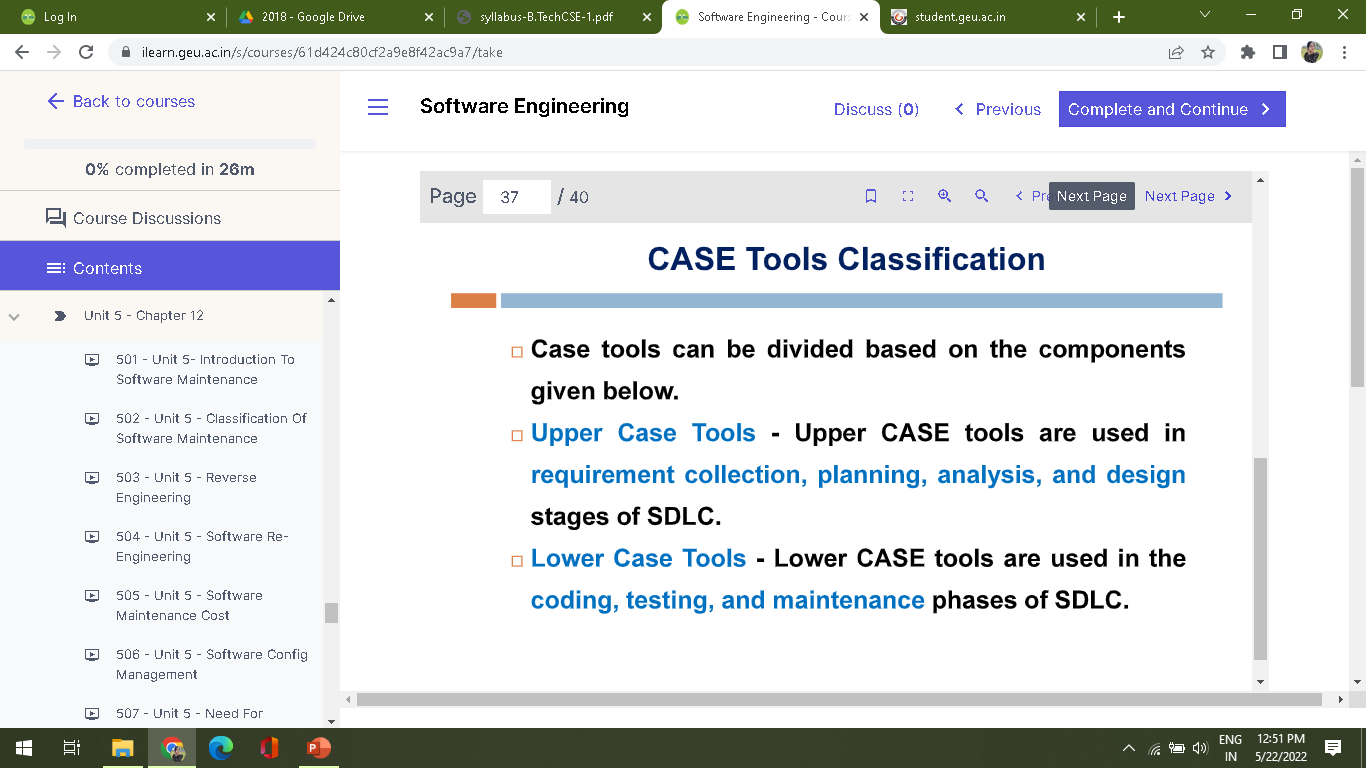 Log In
2018 - Google Drive
syllabus-B.TechCSE-1.pdf
Software Engineering - Cour
student.geu.ac.in
ilearn.geu.ac.in/s/courses/61d424c80cf2a9e8f42ac9a7/take
Back to courses
0% completed in 26m
Course Discussions
Contents
Unit 5 - Chapter 12
501 - Unit 5- Introduction To
Software Maintenance
502 - Unit 5 - Classification Of
Software Maintenance
503 - Unit 5 - Reverse
Engineering
504 - Unit 5 - Software Re-
Engineering
505 - Unit 5 - Software
Maintenance Cost
506 - Unit 5 - Software Config
Management
507 - Unit 5 - Need For
Software Engineering
Discuss (0)
Previous
Complete and Continue
Page 37 / 40
Pre
Next Page
Next Page
CASE Tools Classification
Case tools can be divided based on the components
given below.
Upper Case Tools - Upper CASE tools are used in
requirement collection, planning, analysis, and design
stages of SDLC.
Lower Case Tools - Lower CASE tools are used in the
coding, testing, and maintenance phases of SDLC.
ENG
IN
12:51 PM
5/22/2022